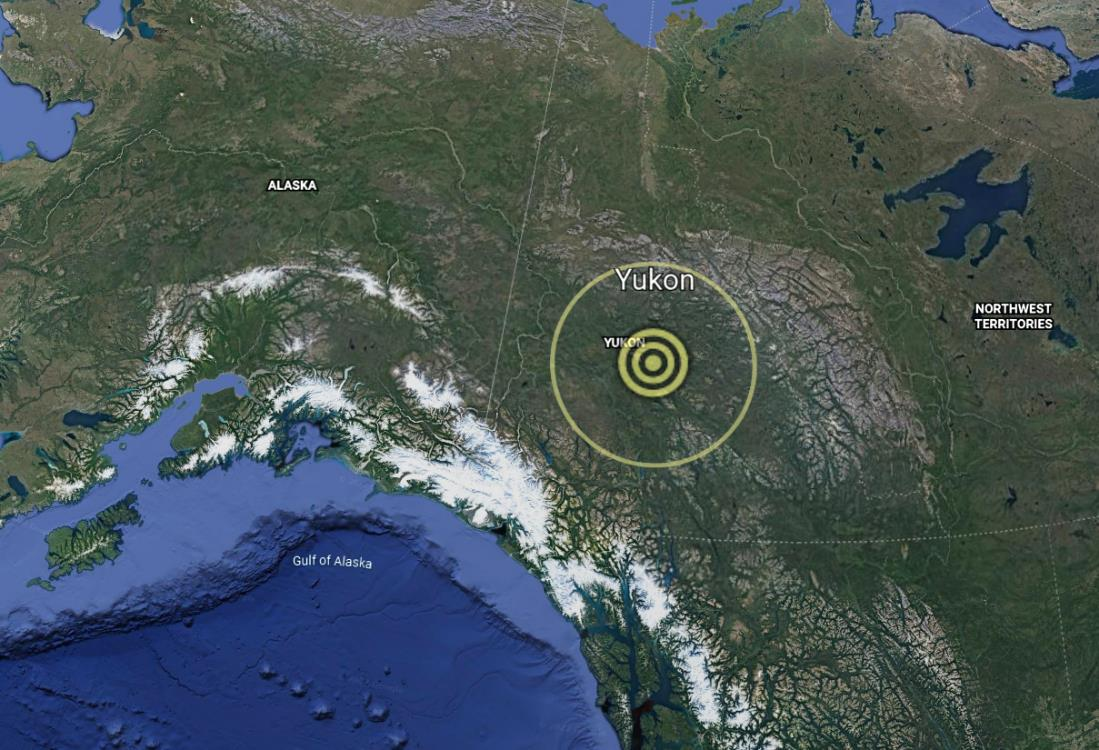 ALASKA
Yukon
NORTHWEST
TERRITORIES
YUKON
Gulf of Alaska